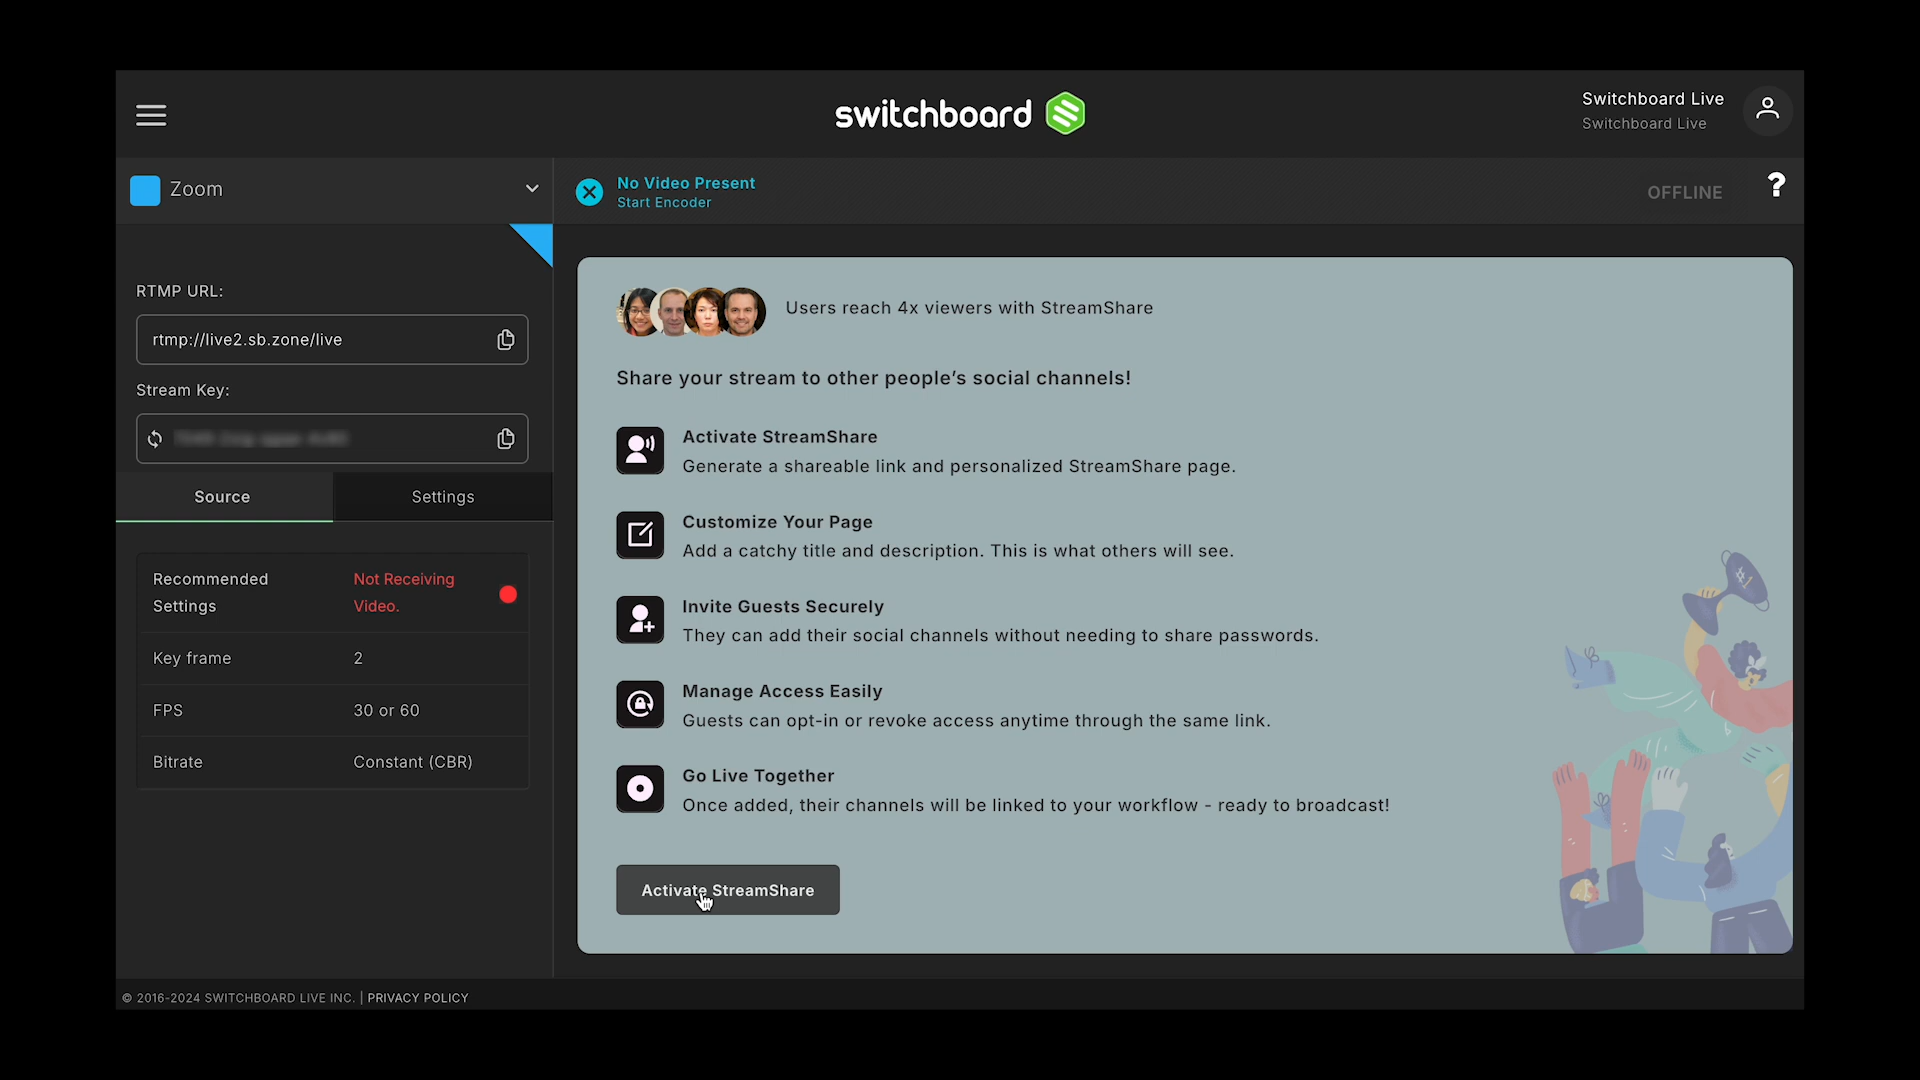 switchboard
Switchboard Live
Switchboard Live
Zoom
No Video Present
Start Encoder
OFFLINE
?
RTMP URL:
rtmp://live2.sb.zone/live
Stream Key:
Source
Settings
Recommended Settings
Not Receiving Video.
Key frame
2
FPS
30 or 60
Bitrate
Constant (CBR)
Users reach 4x viewers with StreamShare
Share your stream to other people's social channels!
Activate StreamShare
Generate a shareable link and personalized StreamShare page.
Customize Your Page
Add a catchy title and description. This is what others will see.
Invite Guests Securely
They can add their social channels without needing to share passwords.
Manage Access Easily
Guests can opt-in or revoke access anytime through the same link.
Go Live Together
Once added, their channels will be linked to your workflow - ready to broadcast!
Activate StreamShare
© 2016-2024 SWITCHBOARD LIVE INC. | PRIVACY POLICY